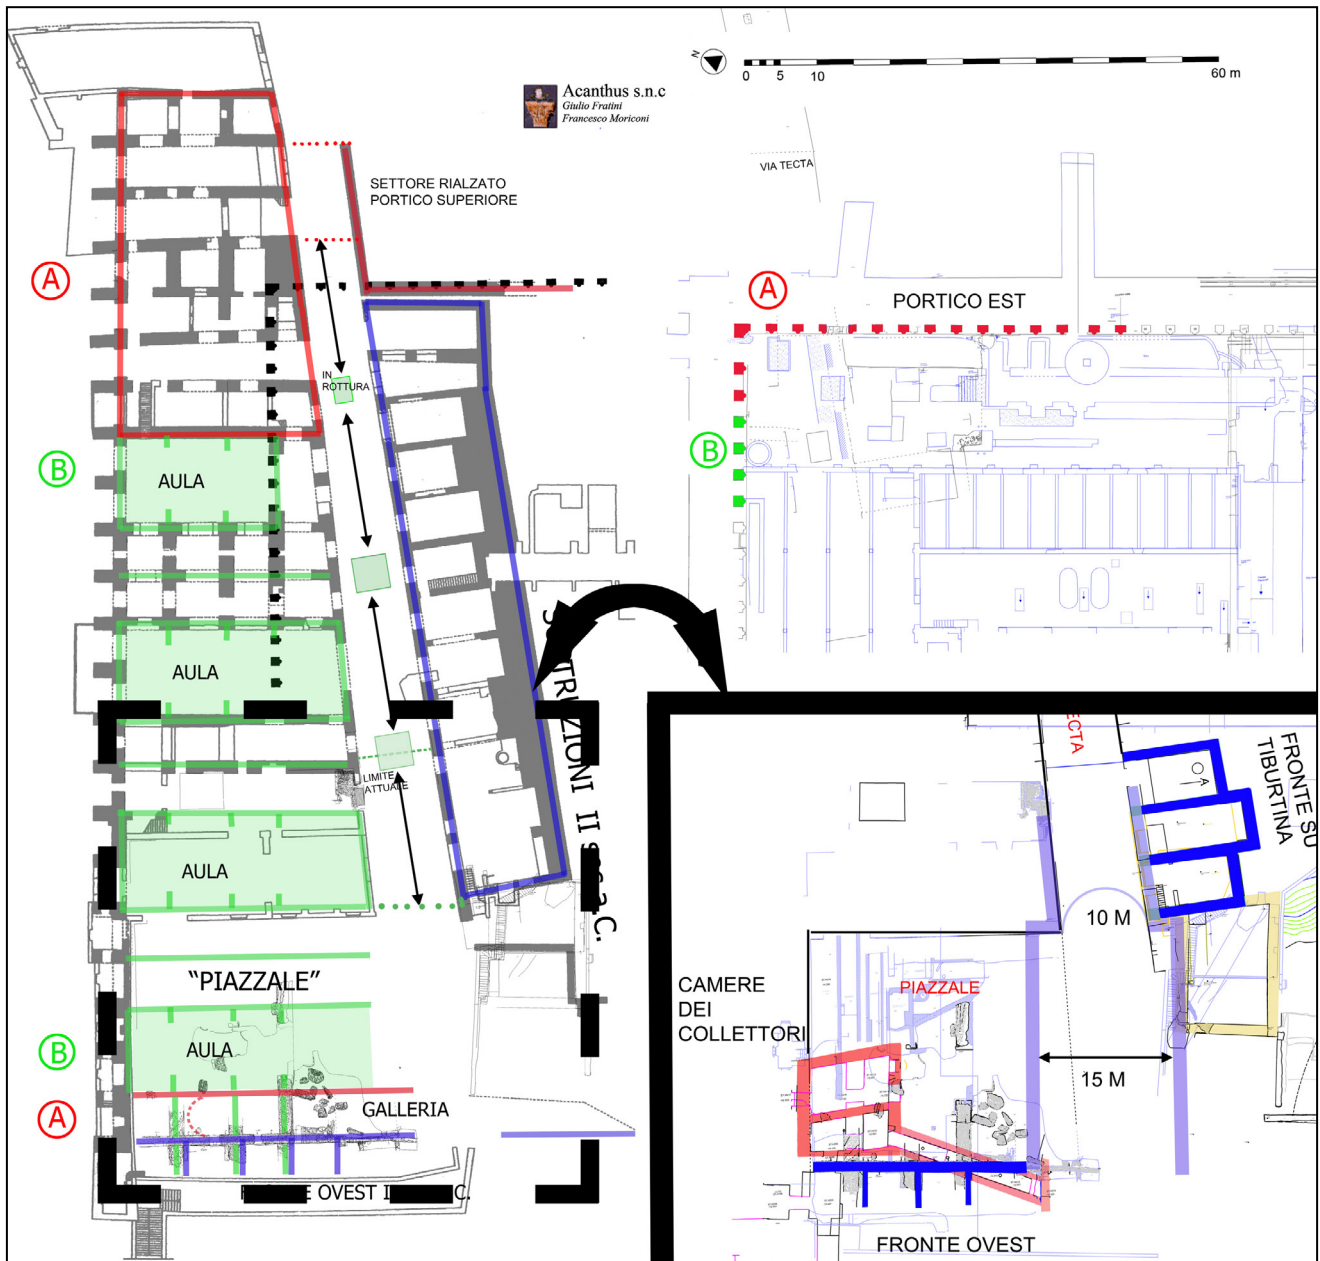 Acanthus s.n.c
Giulio Fratini
Francesco Moriconi
N
0 5 10 60 m
SETTORE RIALZATO
PORTICO SUPERIORE
VIA TECTA
A
A
PORTICO EST
IN
ROTTURA
B
AULA
B
AULA
LIMITE
ATTUALE
AULA
"PIAZZALE"
B
AULA
A
GALLERIA
TECTA
FRONTE SU
TIBURTINA
A
10 M
CAMERE
DEI
COLLETTORI
PIAZZALE
15 M
FRONTE OVEST